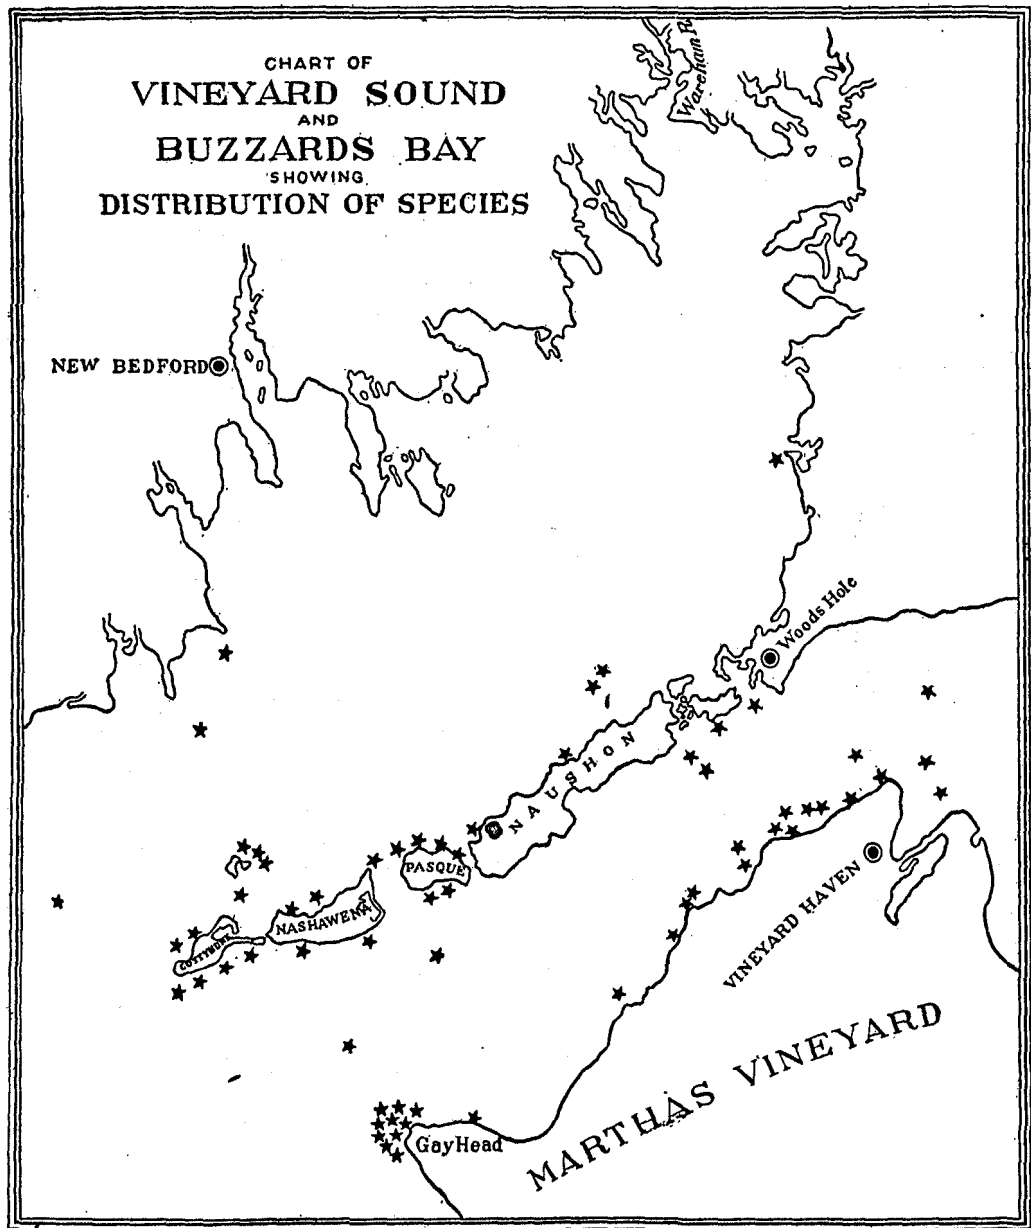 CHART OF
VINEYARD SOUND
AND
BUZZARDS BAY
SHOWING
DISTRIBUTION OF SPECIES
Wareham R
NEW BEDFORD
Woods Hole
NAUSHON
PASQUE
NASHAWENA
CUTTYHUNK
VINEYARD HAVEN
MARTHAS VINEYARD
Gay Head